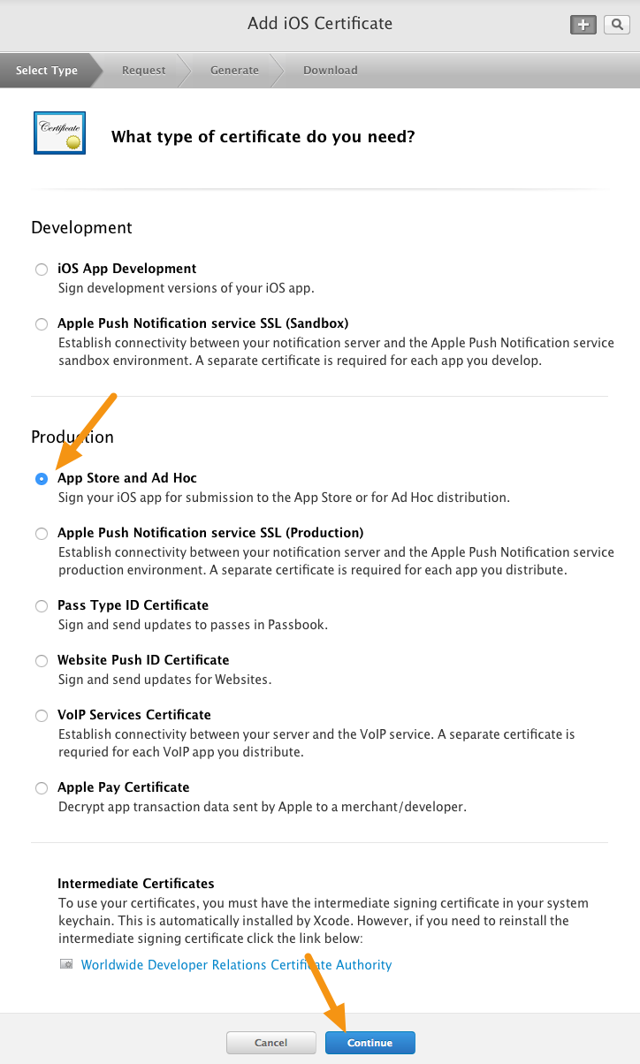 Add iOS Certificate
Select Type
Request
Generate
Download
Certificate
What type of certificate do you need?
Development
iOS App Development
Sign development versions of your iOS app.
Apple Push Notification service SSL (Sandbox)
Establish connectivity between your notification server and the Apple Push Notification service
sandbox environment. A separate certificate is required for each app you develop.
Production
App Store and Ad Hoc
Sign your iOS app for submission to the App Store or for Ad Hoc distribution.
Apple Push Notification service SSL (Production)
Establish connectivity between your notification server and the Apple Push Notification service
production environment. A separate certificate is required for each app you distribute.
Pass Type ID Certificate
Sign and send updates to passes in Passbook.
Website Push ID Certificate
Sign and send updates for Websites.
VoIP Services Certificate
Establish connectivity between your server and the VoIP service. A separate certificate is
requried for each VoIP app you distribute.
Apple Pay Certificate
Decrypt app transaction data sent by Apple to a merchant/developer.
Intermediate Certificates
To use your certificates, you must have the intermediate signing certificate in your system
keychain. This is automatically installed by Xcode. However, if you need to reinstall the
intermediate signing certificate click the link below:
Worldwide Developer Relations Certificate Authority
Cancel
Continue